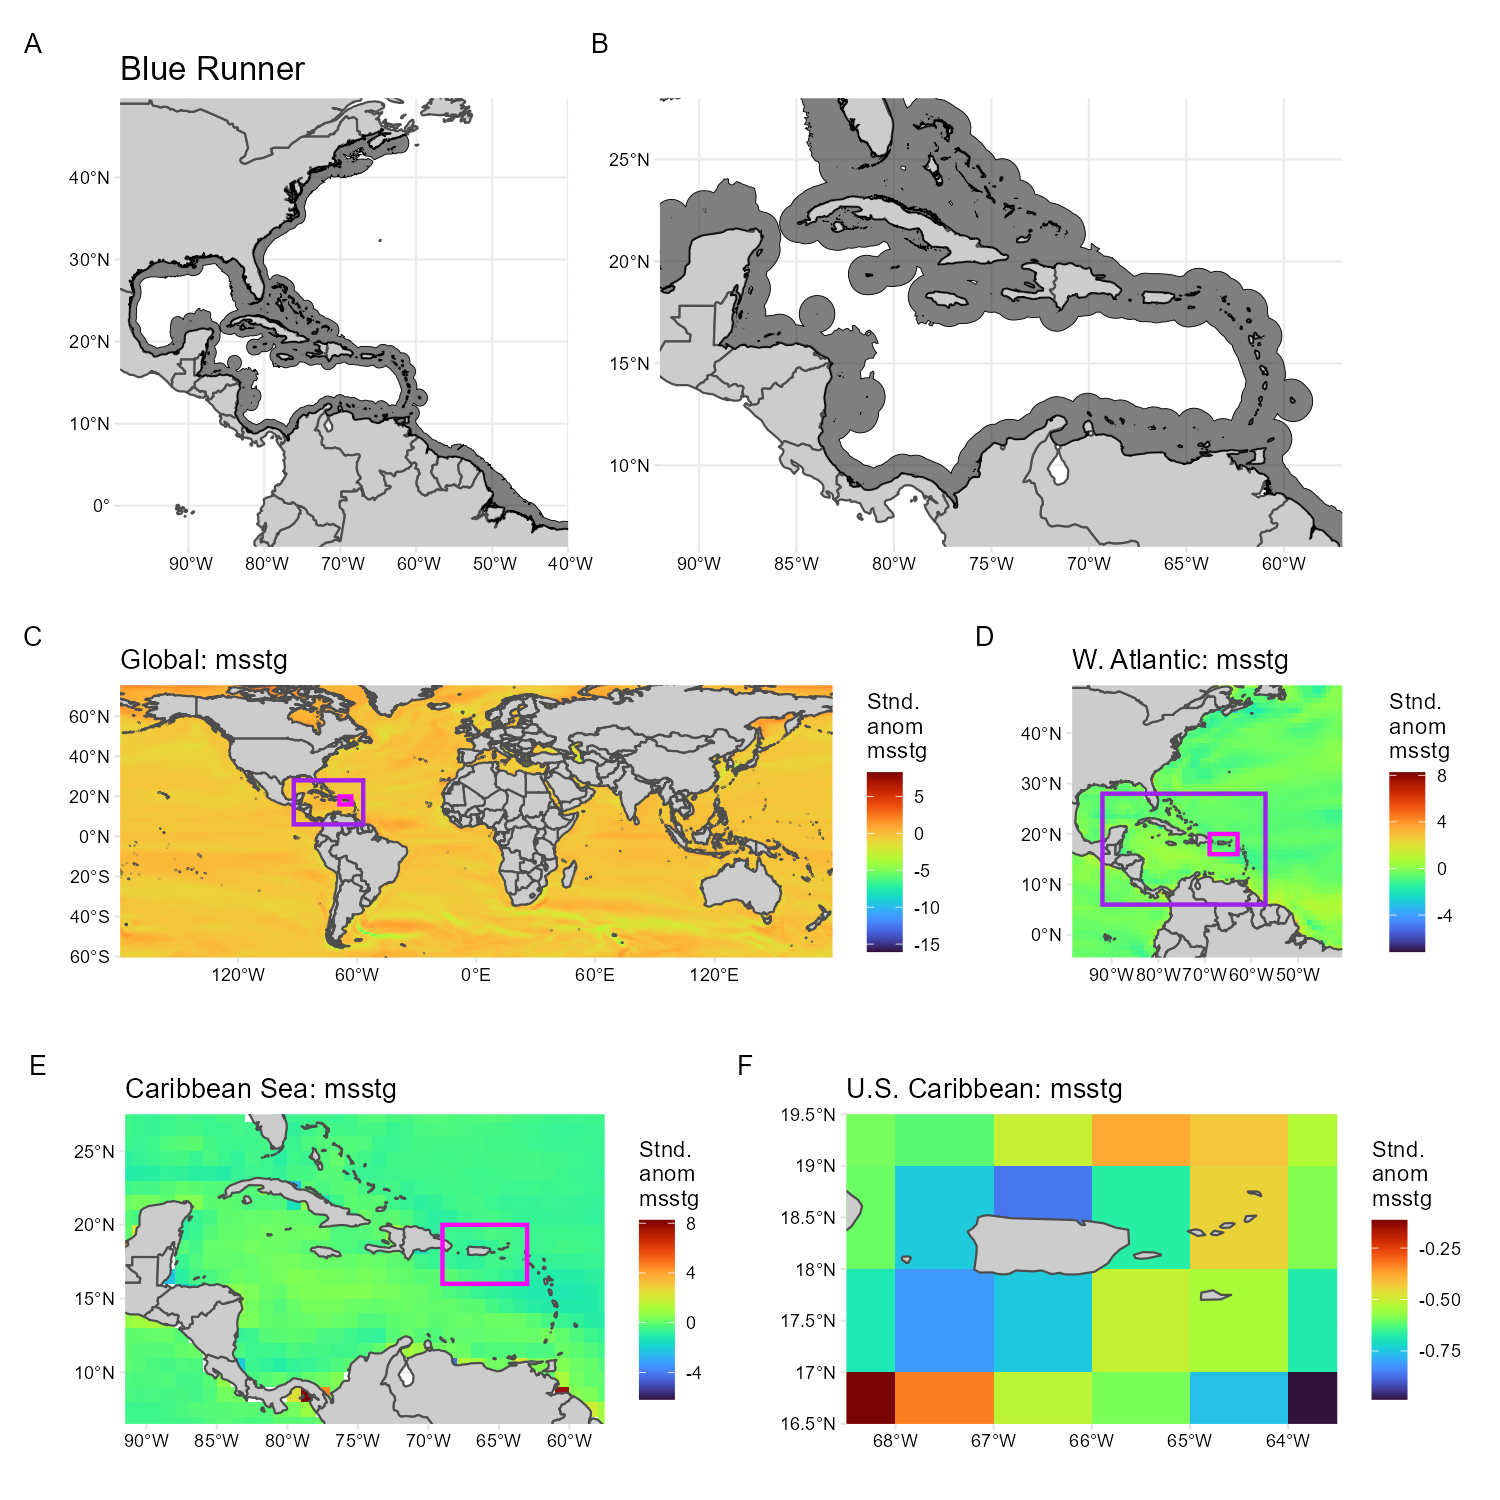 A
B
Blue Runner
40°N
30°N
20°N
10°N
0°
90°W 80°W 70°W 60°W 50°W 40°W
25°N
20°N
15°N
10°N
90°W 85°W 80°W 75°W 70°W 65°W 60°W
C
Global: msstg
60°N
40°N
20°N
0°N
20°S
40°S
60°S
120°W 60°W 0°E 60°E 120°E
Stnd.
anom
msstg
5
0
-5
-10
-15
D
W. Atlantic: msstg
40°N
30°N
20°N
10°N
0°N
90°W 80°W 70°W 60°W 50°W
Stnd.
anom
msstg
8
4
0
-4
E
Caribbean Sea: msstg
25°N
20°N
15°N
10°N
90°W 85°W 80°W 75°W 70°W 65°W 60°W
Stnd.
anom
msstg
8
4
0
-4
F
U.S. Caribbean: msstg
19.5°N
19°N
18.5°N
18°N
17.5°N
17°N
16.5°N
68°W 67°W 66°W 65°W 64°W
Stnd.
anom
msstg
-0.25
-0.50
-0.75